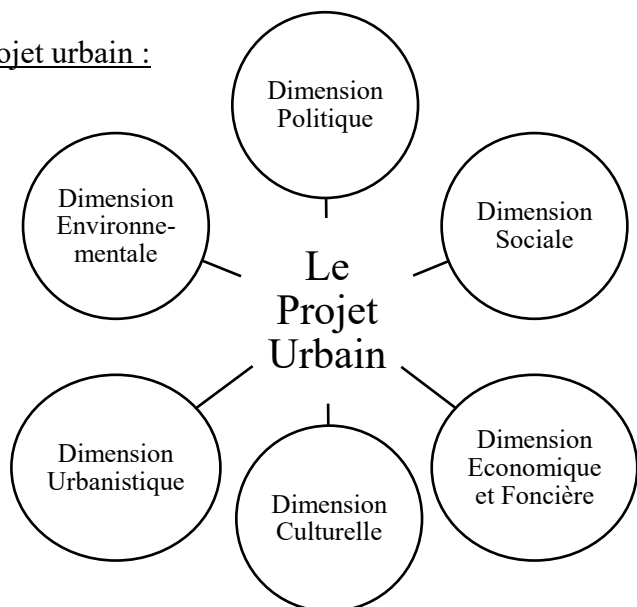 ojet urbain :
Dimension
Politique
Dimension
Environne-
mentale
Dimension
Sociale
Le
Projet
Urbain
Dimension
Urbanistique
Dimension
Culturelle
Dimension
Economique
et Foncière